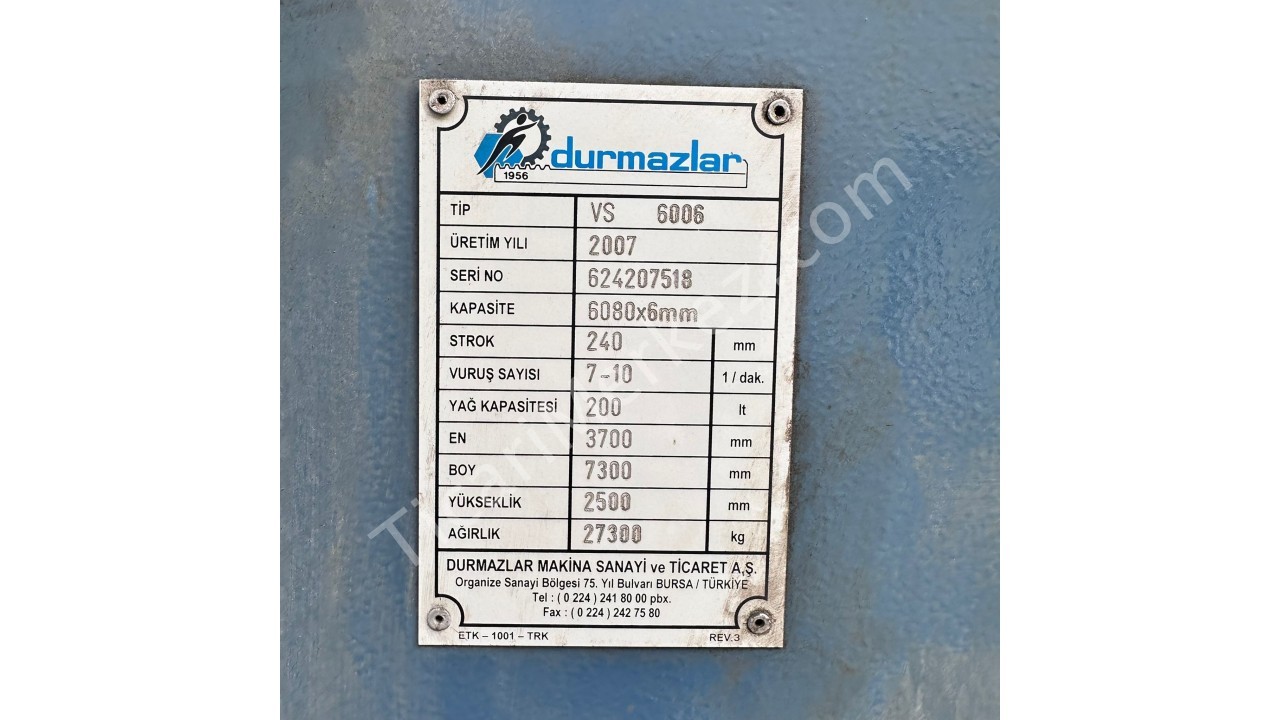 durmazlar
1956
TİP VS 6006
ÜRETİM YILI 2007
SERİ NO 624207518
KAPASİTE 6080x6mm
STROK 240 mm
VURUŞ SAYISI 7-10 1 / dak.
YAĞ KAPASİTESİ 200 lt
EN 3700 mm
BOY 7300 mm
YÜKSEKLİK 2500 mm
AĞIRLIK 27300 kg
DURMAZLAR MAKİNA SANAYİ ve TİCARET A.Ş.
Organize Sanayi Bölgesi 75. Yıl Bulvarı BURSA / TÜRKİYE
Tel : ( 0 224 ) 241 80 00 pbx.
Fax : ( 0 224 ) 242 75 80
ETK – 1001 – TRK REV.3
TicariMerkezi.com